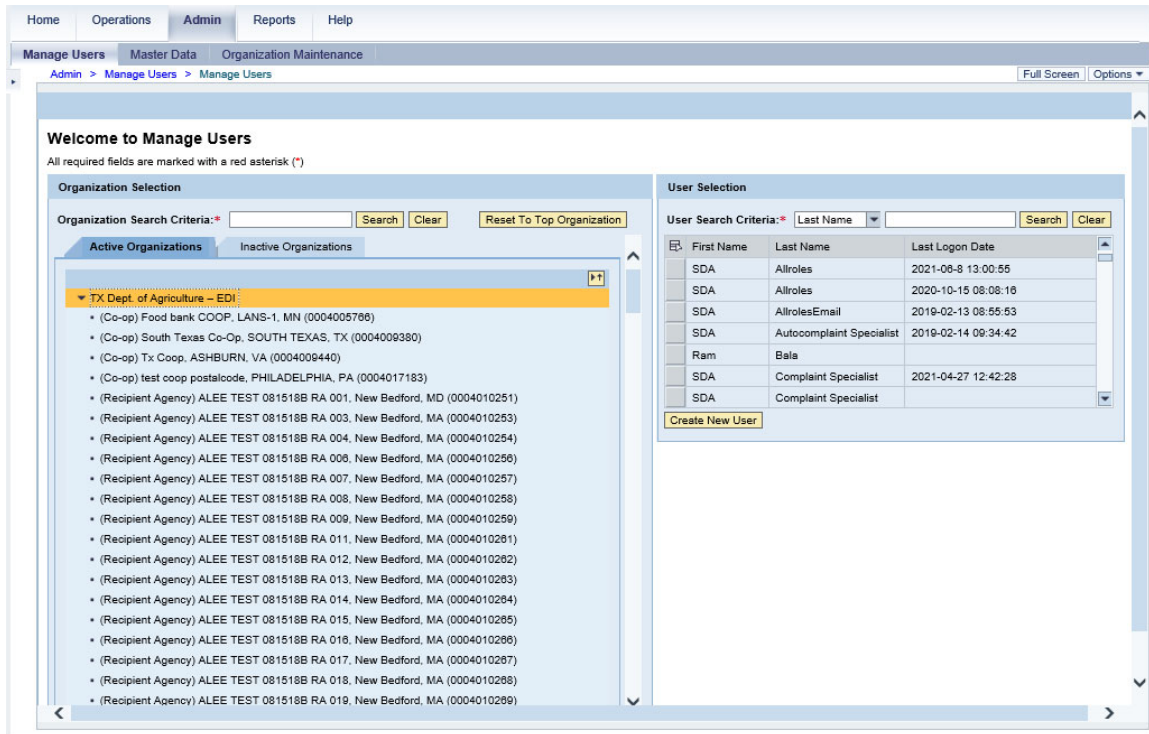 Home Operations Admin Reports Help
Manage Users Master Data Organization Maintenance
Admin > Manage Users > Manage Users Full Screen Options
Welcome to Manage Users
All required fields are marked with a red asterisk (*)
Organization Selection
Organization Search Criteria:* Search Clear Reset To Top Organization
Active Organizations Inactive Organizations
TX Dept. of Agriculture – EDI
(Co-op) Food bank COOP, LANS-1, MN (0004005766)
(Co-op) South Texas Co-Op, SOUTH TEXAS, TX (0004009380)
(Co-op) Tx Coop, ASHBURN, VA (0004009440)
(Co-op) test coop postalcode, PHILADELPHIA, PA (0004017183)
(Recipient Agency) ALEE TEST 081518B RA 001, New Bedford, MD (0004010251)
(Recipient Agency) ALEE TEST 081518B RA 003, New Bedford, MA (0004010253)
(Recipient Agency) ALEE TEST 081518B RA 004, New Bedford, MA (0004010254)
(Recipient Agency) ALEE TEST 081518B RA 006, New Bedford, MA (0004010256)
(Recipient Agency) ALEE TEST 081518B RA 007, New Bedford, MA (0004010257)
(Recipient Agency) ALEE TEST 081518B RA 008, New Bedford, MA (0004010258)
(Recipient Agency) ALEE TEST 081518B RA 009, New Bedford, MA (0004010259)
(Recipient Agency) ALEE TEST 081518B RA 011, New Bedford, MA (0004010261)
(Recipient Agency) ALEE TEST 081518B RA 012, New Bedford, MA (0004010262)
(Recipient Agency) ALEE TEST 081518B RA 013, New Bedford, MA (0004010263)
(Recipient Agency) ALEE TEST 081518B RA 014, New Bedford, MA (0004010264)
(Recipient Agency) ALEE TEST 081518B RA 015, New Bedford, MA (0004010265)
(Recipient Agency) ALEE TEST 081518B RA 016, New Bedford, MA (0004010266)
(Recipient Agency) ALEE TEST 081518B RA 017, New Bedford, MA (0004010267)
(Recipient Agency) ALEE TEST 081518B RA 018, New Bedford, MA (0004010268)
(Recipient Agency) ALEE TEST 081518B RA 019, New Bedford, MA (0004010269)
User Selection
User Search Criteria:* Last Name Search Clear
First Name Last Name Last Logon Date
SDA Allroles 2021-06-8 13:00:55
SDA Allroles 2020-10-15 08:08:16
SDA AllrolesEmail 2019-02-13 08:55:53
SDA Autocomplaint Specialist 2019-02-14 09:34:42
Ram Bala
SDA Complaint Specialist 2021-04-27 12:42:28
SDA Complaint Specialist
Create New User